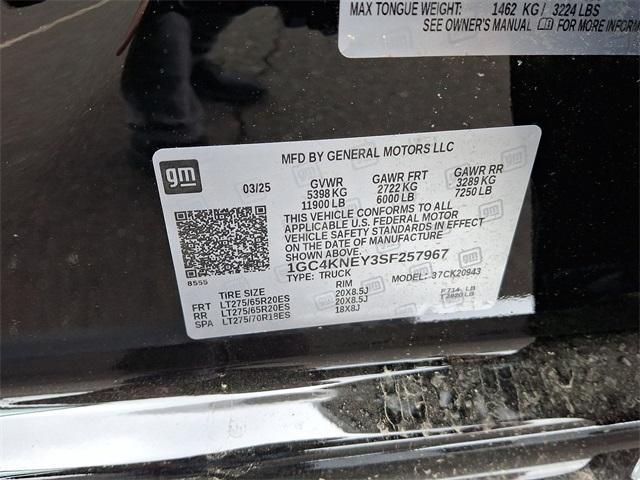 MAX TONGUE WEIGHT: 1462 KG / 3224 LBS
SEE OWNER'S MANUAL FOR MORE INFORM
gm
MFD BY GENERAL MOTORS LLC
03/25 GVWR GAWR FRT GAWR RR
5398 KG 2722 KG 3289 KG
11900 LB 6000 LB 7250 LB
THIS VEHICLE CONFORMS TO ALL
APPLICABLE U.S. FEDERAL MOTOR
VEHICLE SAFETY STANDARDS IN EFFECT
ON THE DATE OF MANUFACTURE
1GC4KNEY3SF257967
8555 TYPE: TRUCK MODEL: 37CK20943
TIRE SIZE RIM
FRT LT275/65R20ES 20X8.5J
RR LT275/65R20ES 20X8.5J
SPA LT275/70R18ES 18X8J